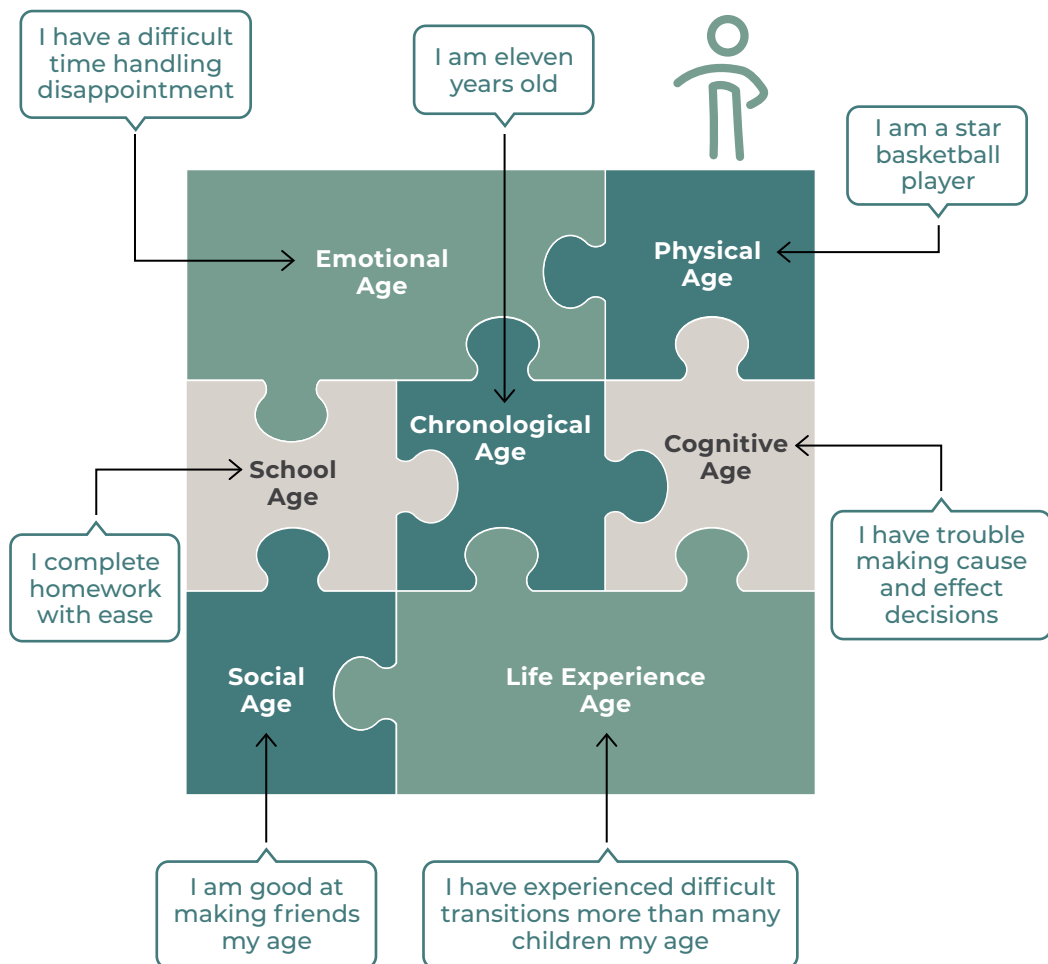 I have a difficult
time handling
disappointment
I am eleven
years old
I am a star
basketball
player
Emotional
Age
Physical
Age
Chronological
Age
Cognitive
Age
School
Age
I complete
homework
with ease
I have trouble
making cause
and effect
decisions
Social
Age
Life Experience
Age
I am good at
making friends
my age
I have experienced difficult
transitions more than many
children my age